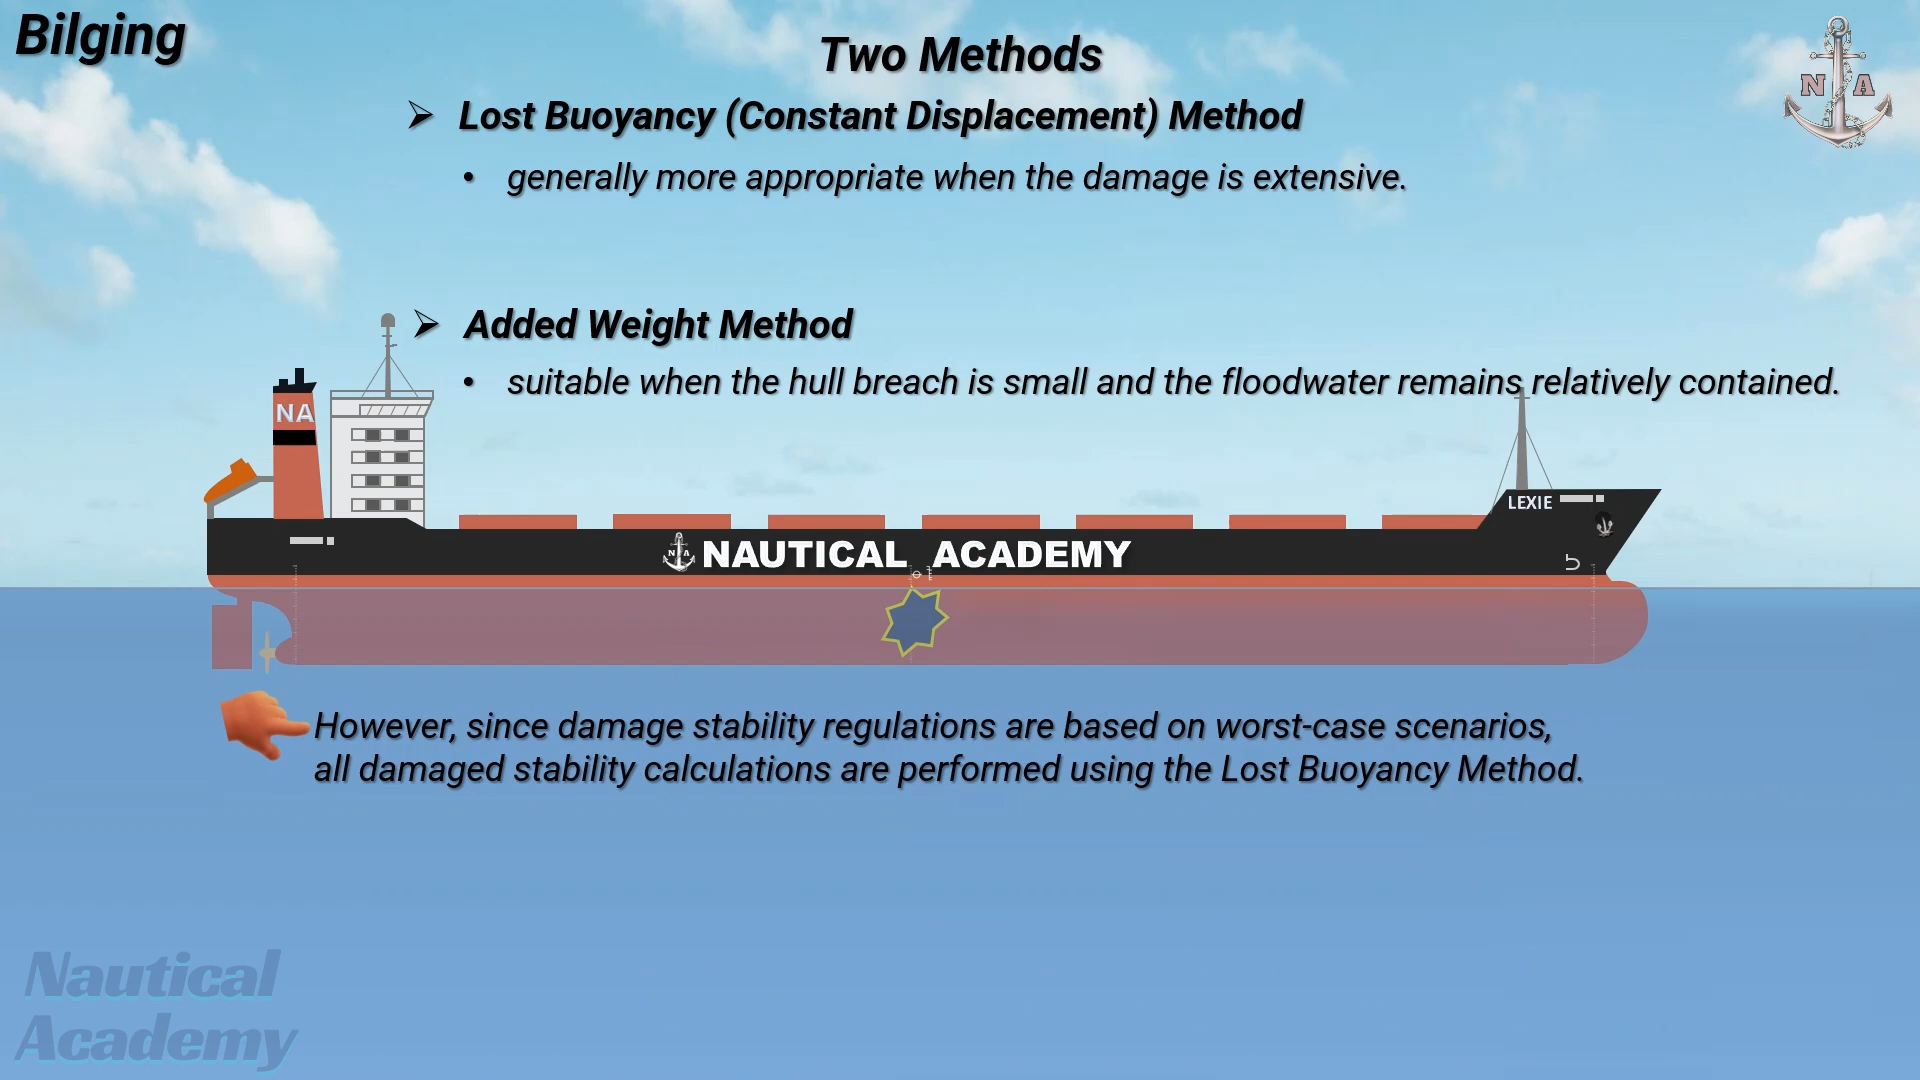 Bilging
Two Methods
N A
➢ Lost Buoyancy (Constant Displacement) Method
• generally more appropriate when the damage is extensive.
➢ Added Weight Method
• suitable when the hull breach is small and the floodwater remains relatively contained.
NA
LEXIE
N A NAUTICAL ACADEMY
However, since damage stability regulations are based on worst-case scenarios,
all damaged stability calculations are performed using the Lost Buoyancy Method.
Nautical
Academy